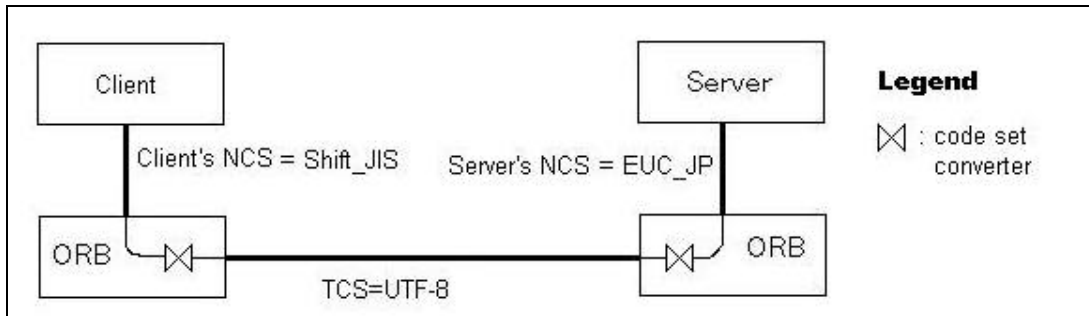 Client
Server
Legend
: code set
converter
Client's NCS = Shift_JIS
Server's NCS = EUC_JP
ORB
ORB
TCS=UTF-8